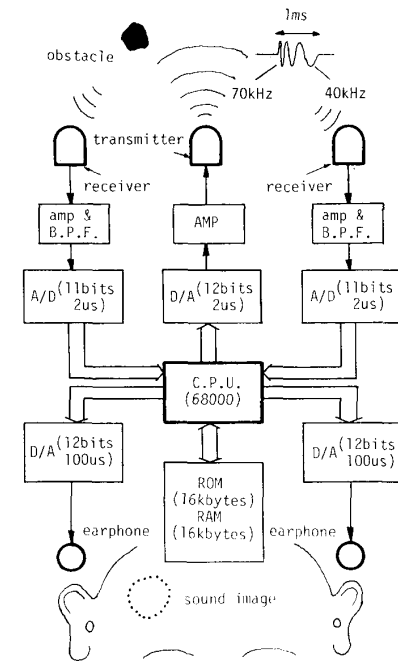 1ms
obstacle
70kHz
40kHz
transmitter
receiver
receiver
amp &
B.P.F.
AMP
amp &
B.P.F.
A/D(11bits
2us)
D/A(12bits
2us)
A/D(11bits
2us)
C.P.U.
(68000)
D/A(12bits
100us)
D/A(12bits
100us)
ROM
(16kbytes)
RAM
(16kbytes)
earphone
earphone
sound image